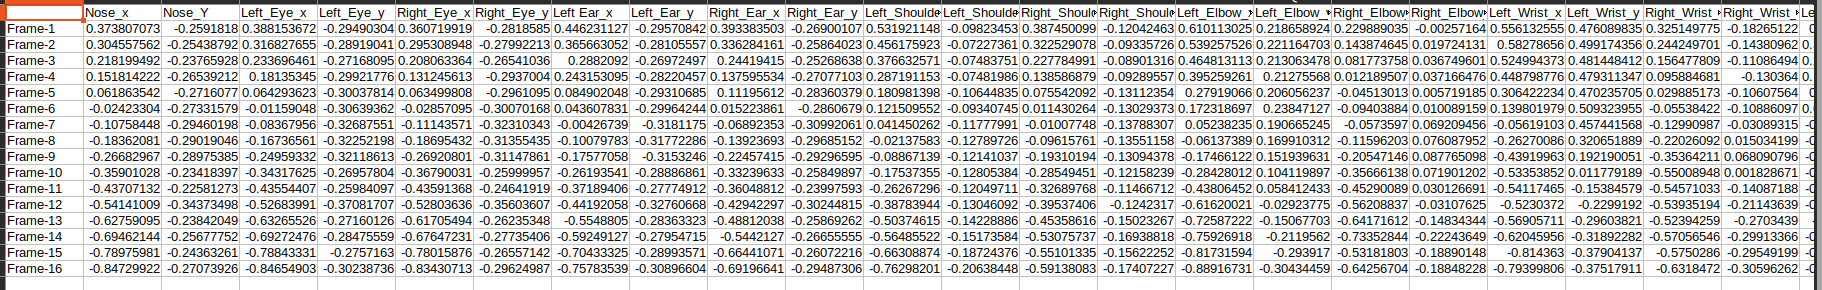 Nose_x Nose_Y Left_Eye_x Left_Eye_y Right_Eye_x Right_Eye_y Left Ear_x Left_Ear_y Right_Ear_x Right_Ear_y Left_Shoulde Left_Shoulde Right_Should Right_Should Left_Elbow_ Left_Elbow_ Right_Elbow Right_Elbow Left_Wrist_x Left_Wrist_y Right_Wrist_ Right_Wrist_ Le
Frame-1 0.373807073 -0.2591818 0.388153672 -0.29490304 0.360719919 -0.2818585 0.446231127 -0.29570842 0.393383503 -0.26900107 0.531921148 -0.09823453 0.387450099 -0.12042463 0.610113025 0.218658924 0.229889035 -0.00257164 0.556132555 0.476089835 0.325149775 -0.18265122 0
Frame-2 0.304557562 -0.25438792 0.316827655 -0.28919041 0.295308948 -0.27992213 0.365663052 -0.28105557 0.336284161 -0.25864023 0.456175923 -0.07227361 0.322529078 -0.09335726 0.539257526 0.221164703 0.143874645 0.019724131 0.58278656 0.499174356 0.244249701 -0.14380962 0.
Frame-3 0.218199492 -0.23765928 0.233696461 -0.27168095 0.208063364 -0.26541036 0.2882092 -0.26972497 0.24419415 -0.25268638 0.376632571 -0.07483751 0.227784991 -0.08901316 0.464813113 0.213063478 0.081773758 0.036749601 0.524994373 0.481448412 0.156477809 -0.11086494 0.
Frame-4 0.151814222 -0.26539212 0.18135345 -0.29921776 0.131245613 -0.2937004 0.243153095 -0.28220457 0.137595534 -0.27077103 0.287191153 -0.07481986 0.138586879 -0.09289557 0.395259261 0.21275568 0.012189507 0.037166476 0.448798776 0.479311347 0.095884681 -0.130364 0.
Frame-5 0.061863542 -0.2716077 0.064293623 -0.30037814 0.063499808 -0.2961095 0.084902048 -0.29310685 0.11195612 -0.28360379 0.180981398 -0.10644835 0.075542092 -0.13112354 0.27919066 0.206056237 -0.04513013 0.005719185 0.306422234 0.470235705 0.029885173 -0.10607564 0
Frame-6 -0.02423304 -0.27331579 -0.01159048 -0.30639362 -0.02857095 -0.30070168 0.043607831 -0.29964244 0.015223861 -0.2860679 0.121509552 -0.09340745 0.011430264 -0.13029373 0.172318697 0.23847127 -0.09403884 0.010089159 0.139801979 0.509323955 -0.05538422 -0.10886097 0.
Frame-7 -0.10758448 -0.29460198 -0.08367956 -0.32687551 -0.11143571 -0.32310343 -0.00426739 -0.3181175 -0.06892353 -0.30992061 0.041450262 -0.11777991 -0.01007748 -0.13788307 0.05238235 0.190665245 -0.0573597 0.069209456 -0.05619103 0.457441568 -0.12990987 -0.03089315 -0
Frame-8 -0.18362081 -0.29019046 -0.16736561 -0.32252198 -0.18695432 -0.31355435 -0.10079783 -0.31772286 -0.13923693 -0.29685152 -0.02137583 -0.12789726 -0.09615761 -0.13551158 -0.06137389 0.169910312 -0.11596203 0.076087952 -0.26270086 0.320651889 -0.22026092 0.015034199 -0
Frame-9 -0.26682967 -0.28975385 -0.24959332 -0.32118613 -0.26920801 -0.31147861 -0.17577058 -0.3153246 -0.22457415 -0.29296595 -0.08867139 -0.12141037 -0.19310194 -0.13094378 -0.17466122 0.151939631 -0.20547146 0.087765098 -0.43919963 0.192190051 -0.35364211 0.068090796 -0
Frame-10 -0.35901028 -0.23418397 -0.34317625 -0.26957804 -0.36790031 -0.25999957 -0.26193541 -0.28886861 -0.33239633 -0.25849897 -0.17537355 -0.12805384 -0.28549451 -0.12158239 -0.28428012 0.104119897 -0.35666138 0.071901202 -0.53353852 0.011779189 -0.55008948 0.001828671 -0
Frame-11 -0.43707132 -0.22581273 -0.43554407 -0.25984097 -0.43591368 -0.24641919 -0.37189406 -0.27774912 -0.36048812 -0.23997593 -0.26267296 -0.12049711 -0.32689768 -0.11466712 -0.43806452 0.058412433 -0.45290089 0.030126691 -0.54117465 -0.15384579 -0.54571033 -0.14087188 -0
Frame-12 -0.54141009 -0.34373498 -0.52683991 -0.37081707 -0.52803636 -0.35603607 -0.44192058 -0.32760668 -0.42942297 -0.30244815 -0.38783944 -0.13046092 -0.39537406 -0.1242317 -0.61620021 -0.02923775 -0.56208837 -0.03107625 -0.5230372 -0.2299192 -0.53935194 -0.21143639 -0
Frame-13 -0.62759095 -0.23842049 -0.63265526 -0.27160126 -0.61705494 -0.26235348 -0.5548805 -0.28363323 -0.48812038 -0.25869262 -0.50374615 -0.14228886 -0.45358616 -0.15023267 -0.72587222 -0.15067703 -0.64171612 -0.14834344 -0.56905711 -0.29603821 -0.52394259 -0.2703439 -0
Frame-14 -0.69462144 -0.25677752 -0.69272476 -0.28475559 -0.67647231 -0.27735406 -0.59249127 -0.27954715 -0.5442127 -0.26655555 -0.56485522 -0.15173584 -0.53075737 -0.16938818 -0.75926918 -0.2119562 -0.73352844 -0.22243649 -0.62045956 -0.31892282 -0.57056546 -0.29913366 -0
Frame-15 -0.78975981 -0.24363261 -0.78843331 -0.2757163 -0.78015876 -0.26557142 -0.70433325 -0.28993571 -0.66441071 -0.26072216 -0.66308874 -0.18724376 -0.55101335 -0.15622252 -0.81731594 -0.293917 -0.53181803 -0.18890148 -0.814363 -0.37904137 -0.5750286 -0.29549199 -0
Frame-16 -0.84729922 -0.27073926 -0.84654903 -0.30238736 -0.83430713 -0.29624987 -0.75783539 -0.30896604 -0.69196641 -0.29487306 -0.76298201 -0.20638448 -0.59138083 -0.17407227 -0.88916731 -0.30434459 -0.64256704 -0.18848228 -0.79399806 -0.37517911 -0.6318472 -0.30596262 -0